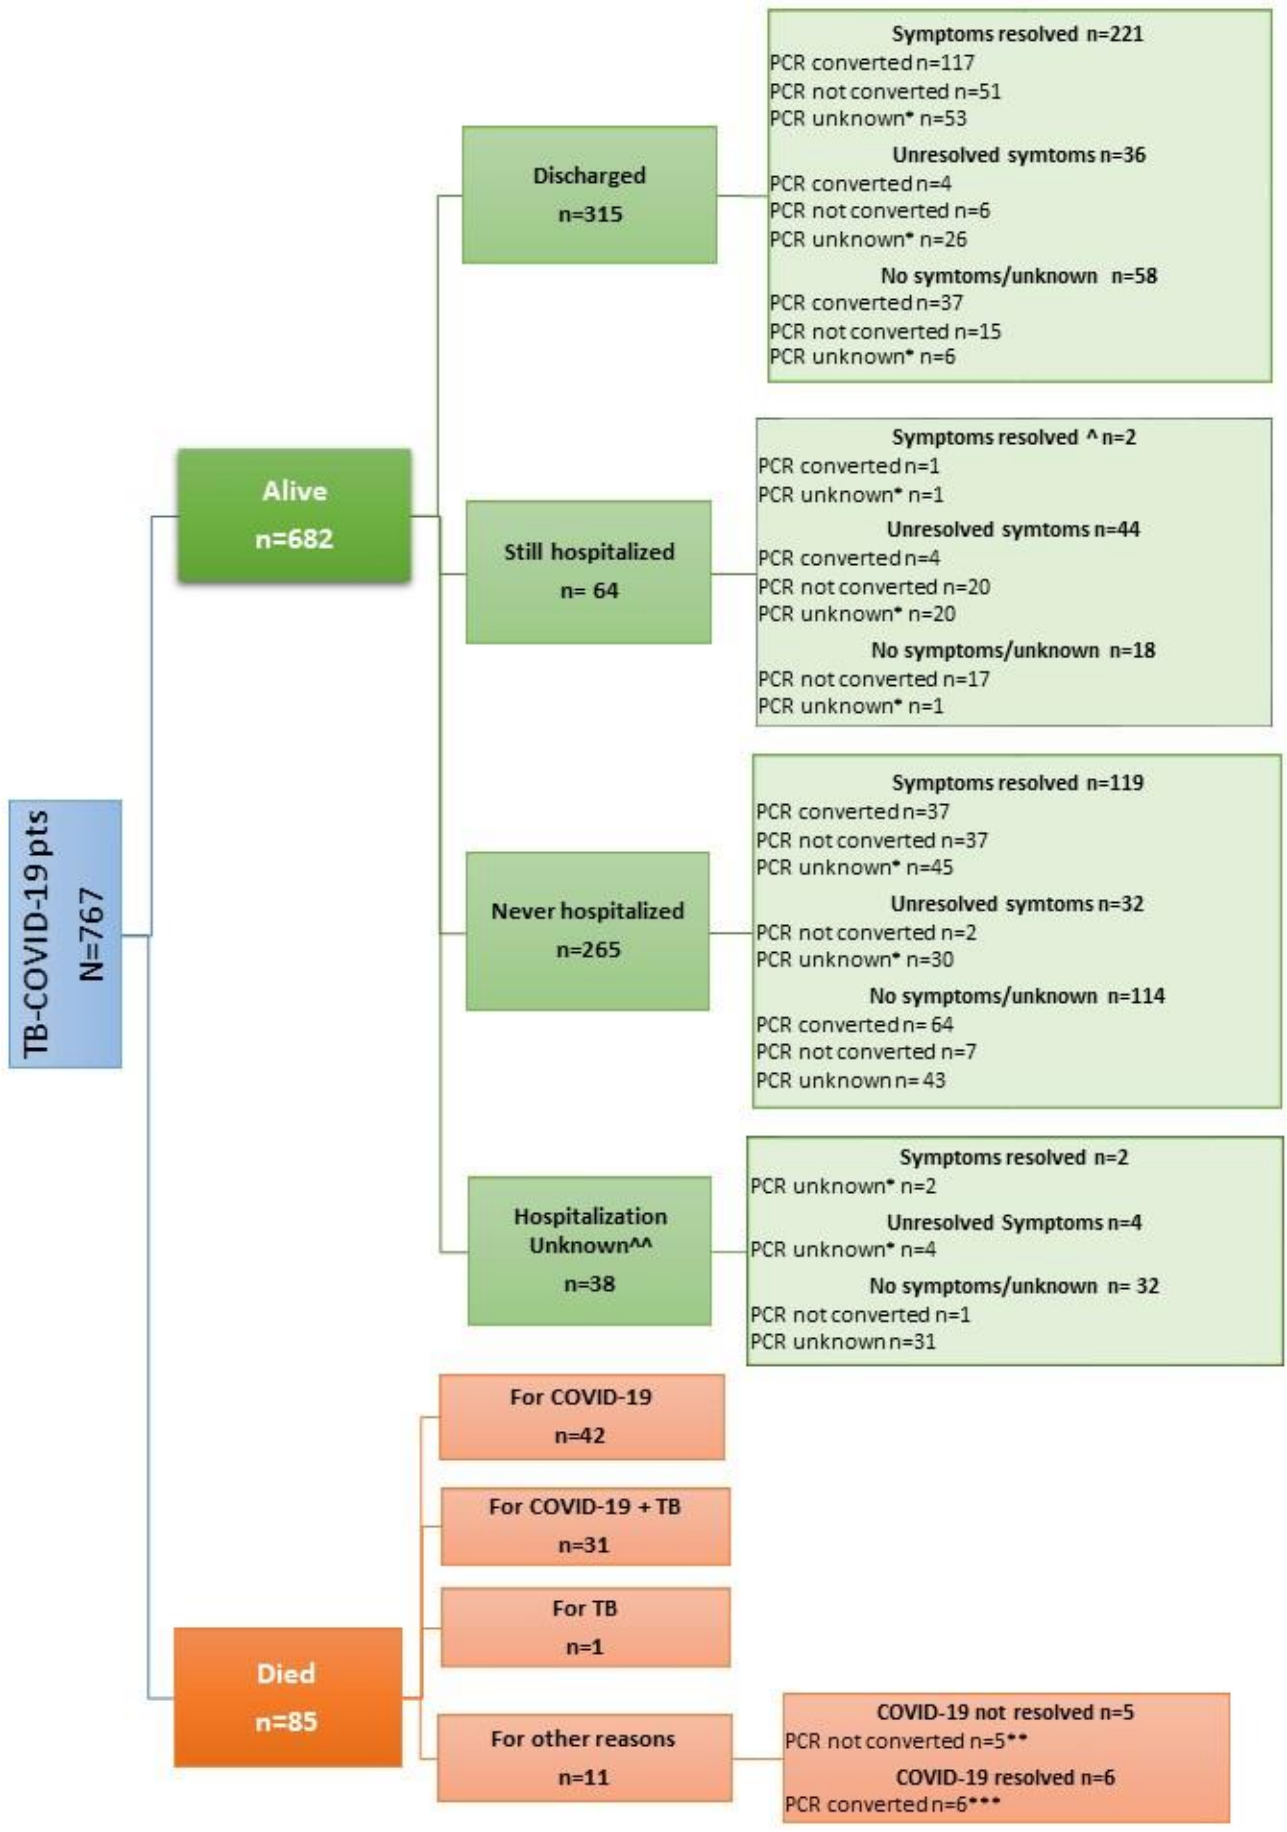 TB-COVID-19 pts
N=767
Alive
n=682
Discharged
n=315
Symptoms resolved n=221
PCR converted n=117
PCR not converted n=51
PCR unknown* n=53
Unresolved symtoms n=36
PCR converted n=4
PCR not converted n=6
PCR unknown* n=26
No symtoms/unknown n=58
PCR converted n=37
PCR not converted n=15
PCR unknown* n=6
Still hospitalized
n= 64
Symptoms resolved ^ n=2
PCR converted n=1
PCR unknown* n=1
Unresolved symtoms n=44
PCR converted n=4
PCR not converted n=20
PCR unknown* n=20
No symptoms/unknown n=18
PCR not converted n=17
PCR unknown* n=1
Never hospitalized
n=265
Symptoms resolved n=119
PCR converted n=37
PCR not converted n=37
PCR unknown* n=45
Unresolved symtoms n=32
PCR not converted n=2
PCR unknown* n=30
No symptoms/unknown n=114
PCR converted n= 64
PCR not converted n=7
PCR unknown n= 43
Hospitalization
Unknown^^
n=38
Symptoms resolved n=2
PCR unknown* n=2
Unresolved Symptoms n=4
PCR unknown* n=4
No symptoms/unknown n= 32
PCR not converted n=1
PCR unknown n=31
Died
n=85
For COVID-19
n=42
For COVID-19 + TB
n=31
For TB
n=1
For other reasons
n=11
COVID-19 not resolved n=5
PCR not converted n=5**
COVID-19 resolved n=6
PCR converted n=6***